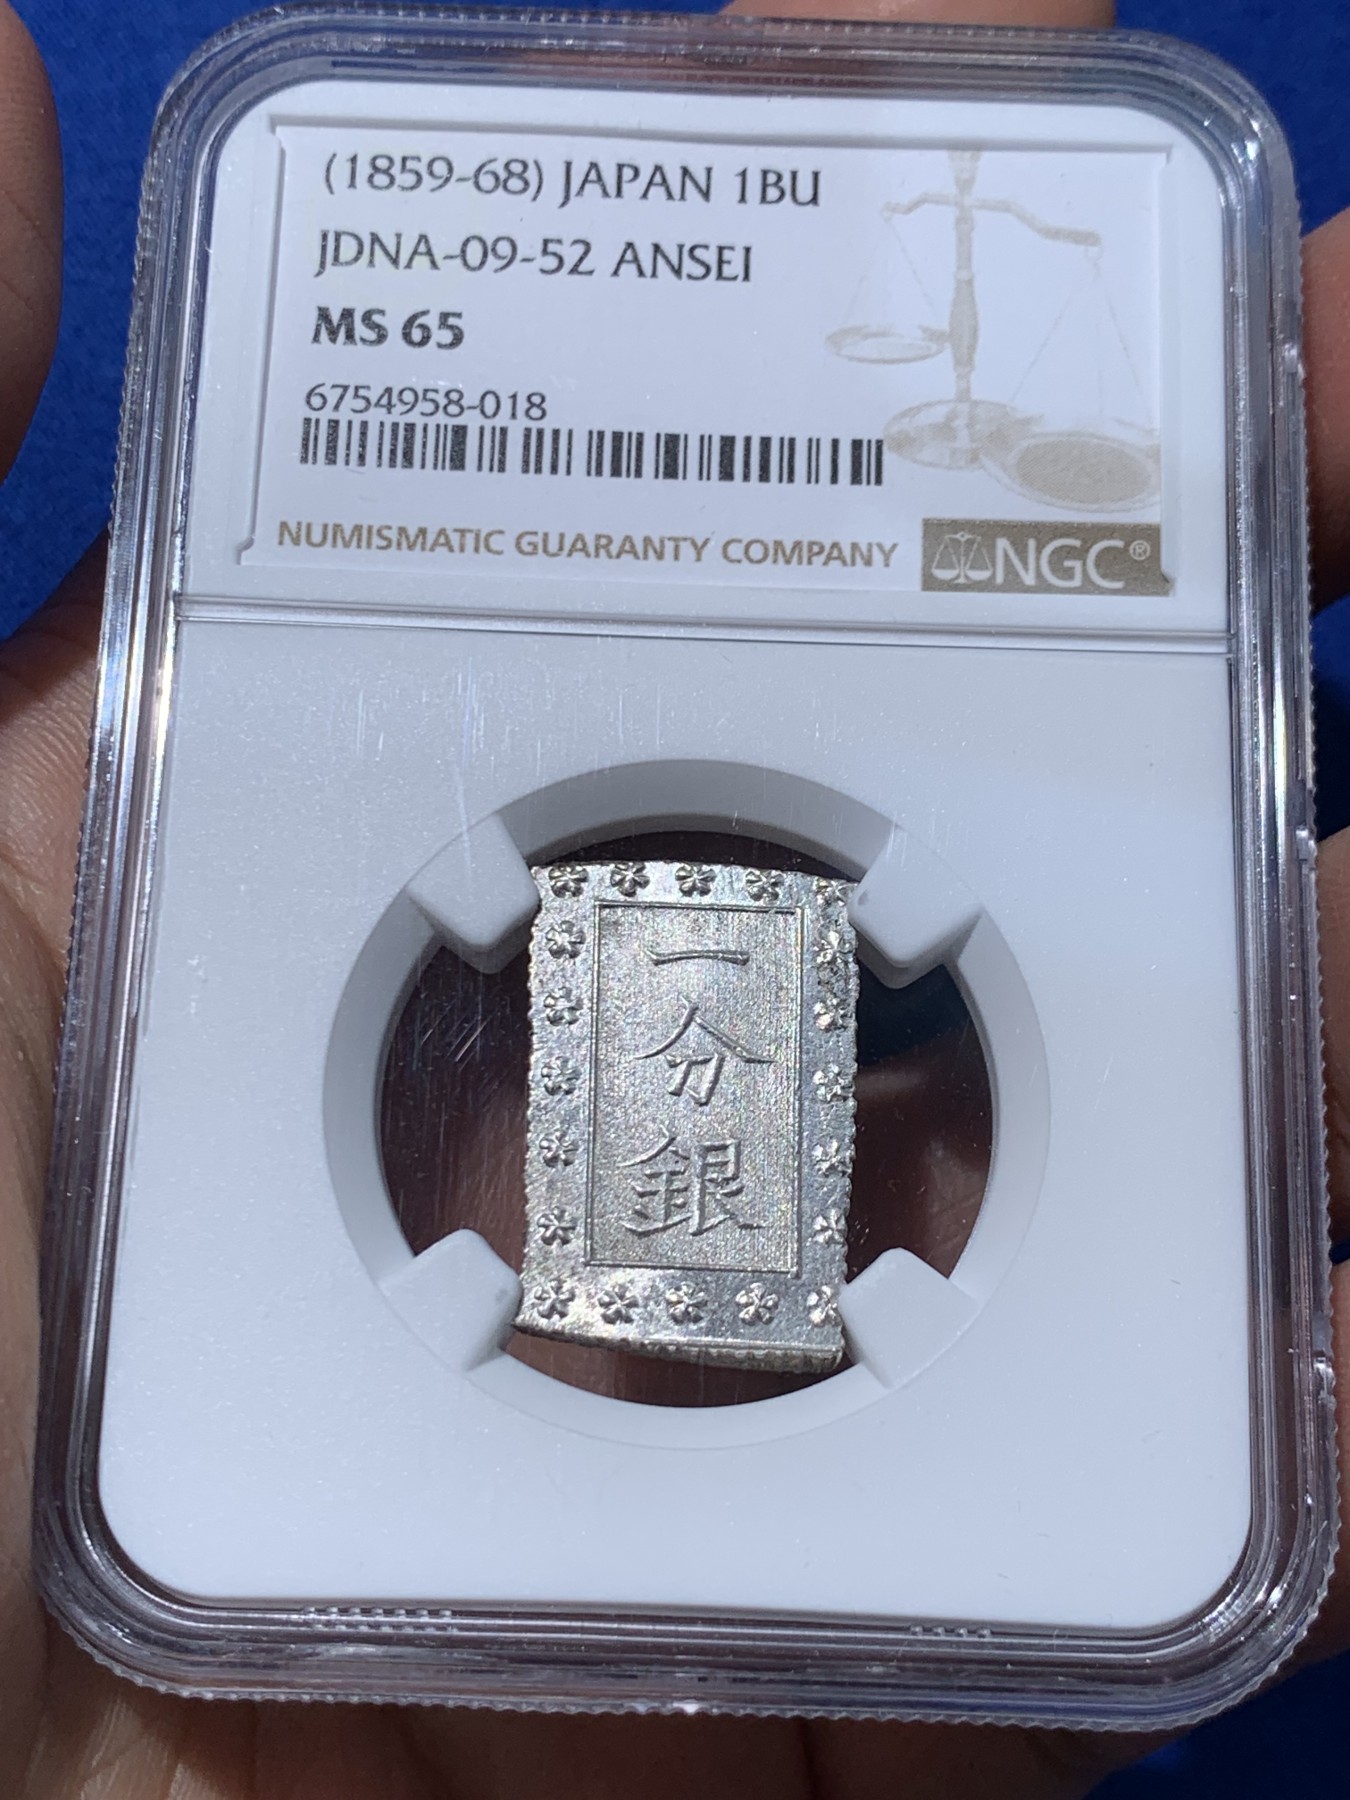 (1859-68) JAPAN 1BU
JDNA-09-52 ANSEI
MS 65
6754958-018
NUMISMATIC GUARANTY COMPANY
NGC®
一
分
銀